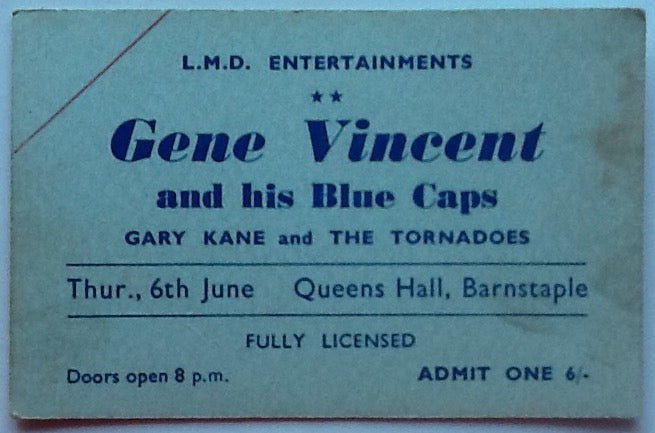 L.M.D. ENTERTAINMENTS
★★
Gene Vincent
and his Blue Caps
GARY KANE and THE TORNADOES
Thur., 6th June Queens Hall, Barnstaple
FULLY LICENSED
Doors open 8 p.m. ADMIT ONE 6/-